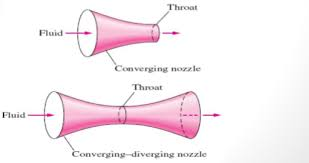 Throat
Fluid
Converging nozzle
Throat
Fluid
Converging–diverging nozzle